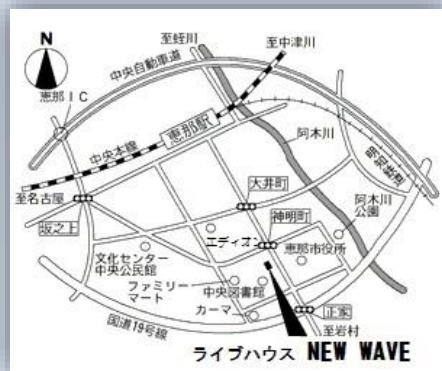 至蛭川
至中津川
N
中央自動車道
恵那IC
恵那駅
阿木川
中央本線
明知鉄道
至名古屋
大井町
阿木川
公園
坂之上
神明町
エディオン
文化センター
中央公民館
恵那市役所
ファミリー
マート
中央図書館
カーマ
正家
国道19号線
至岩村
ライブハウス NEW WAVE